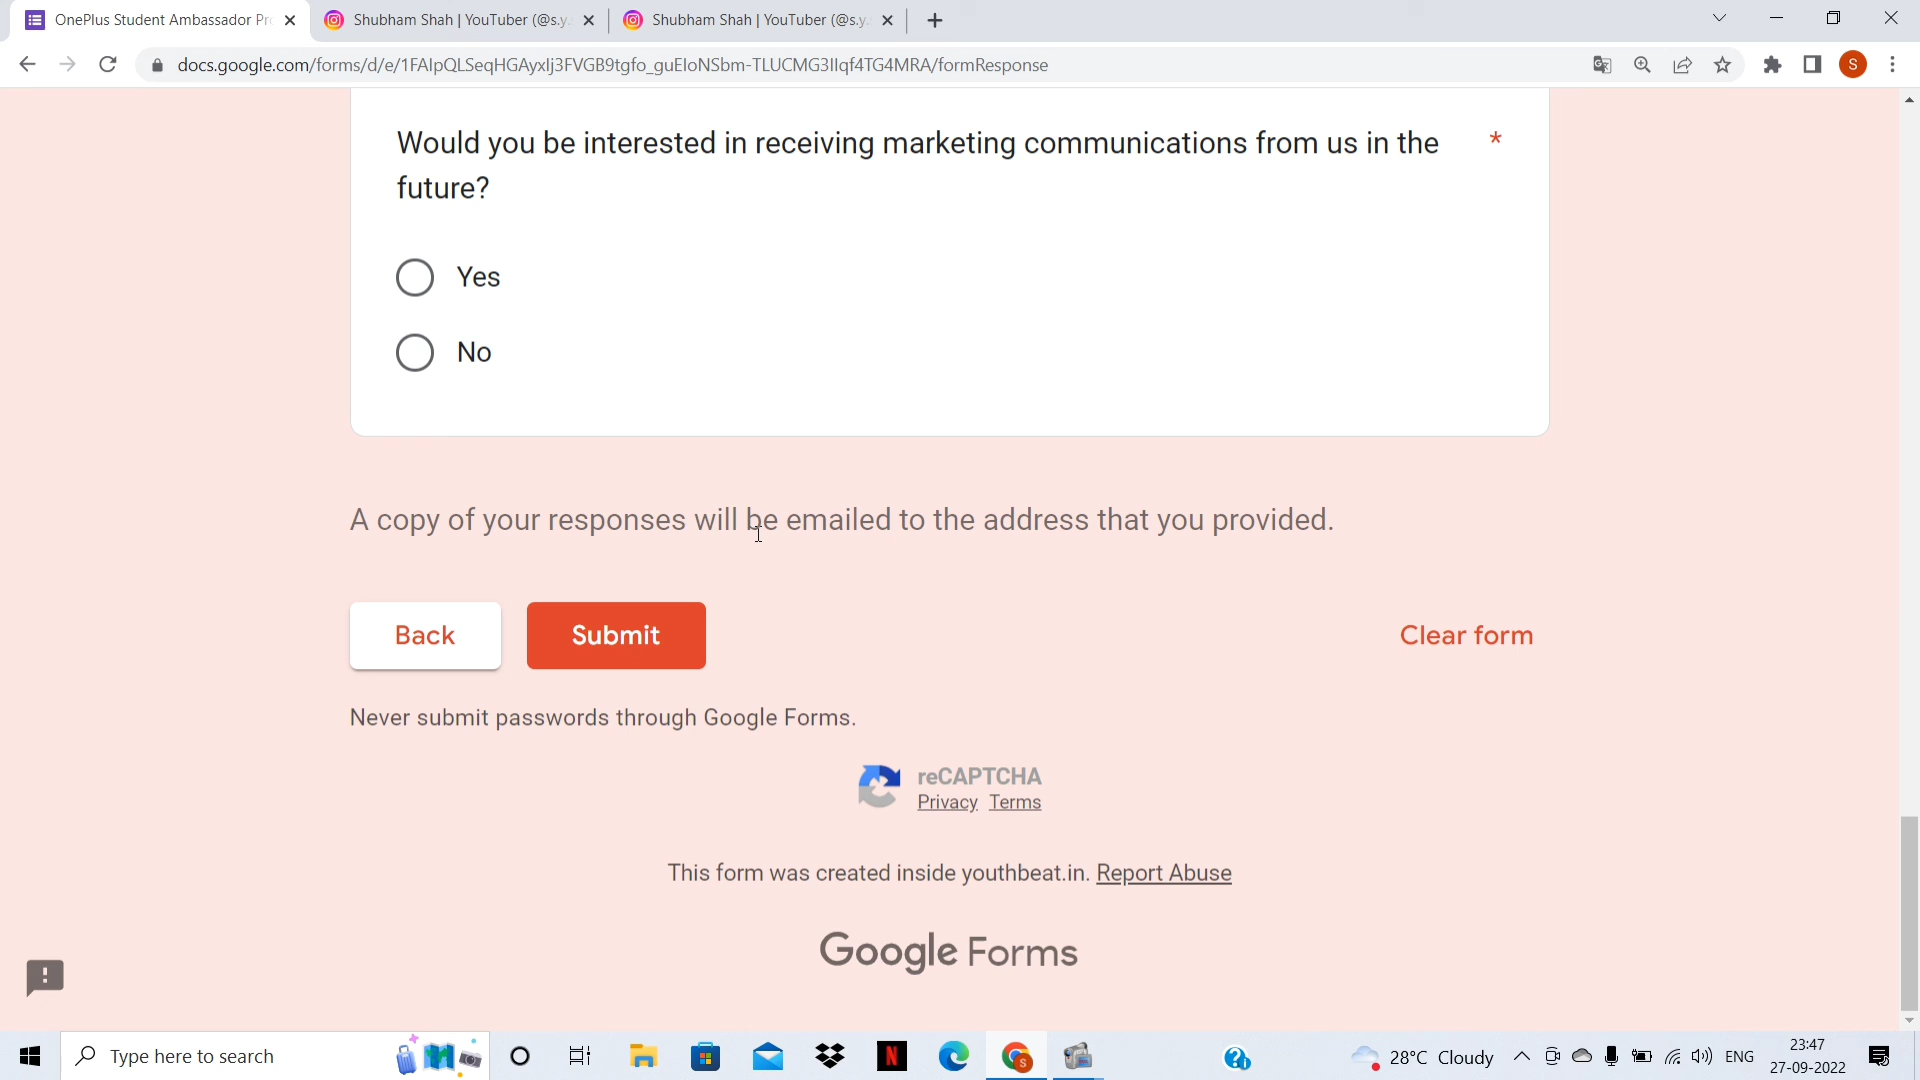 OnePlus Student Ambassador Pr
Shubham Shah | YouTuber (@s.y.
Shubham Shah | YouTuber (@s.y.
docs.google.com/forms/d/e/1FAIpQLSeqHGAyxlj3FVGB9tgfo_guEIoNSbm-TLUCMG3IIqf4TG4MRA/formResponse
S
Would you be interested in receiving marketing communications from us in the *
future?
Yes
No
A copy of your responses will be emailed to the address that you provided.
Back
Submit
Clear form
Never submit passwords through Google Forms.
reCAPTCHA
Privacy Terms
This form was created inside youthbeat.in. Report Abuse
Google Forms
Type here to search
N
S
28°C Cloudy
ENG
23:47
27-09-2022